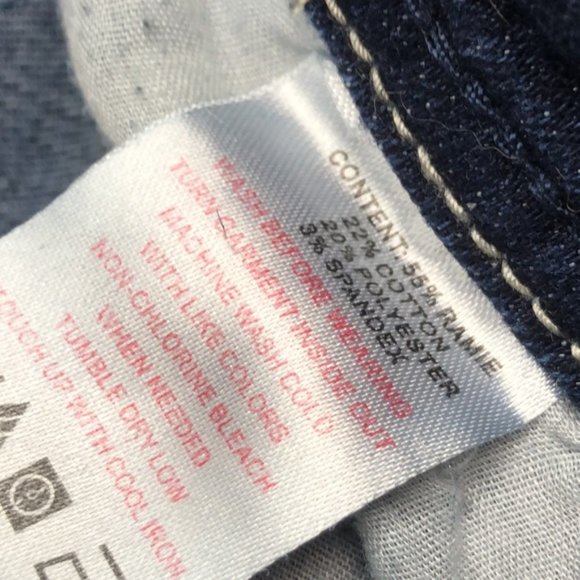 CONTENT: 55% RAMIE
22% COTTON
20% POLYESTER
3% SPANDEX
WASH BEFORE WEARING
TURN GARMENT INSIDE OUT
MACHINE WASH COLD
WITH LIKE COLORS
NON-CHLORINE BLEACH
WHEN NEEDED
TUMBLE DRY LOW
TOUCH UP WITH COOL IRON